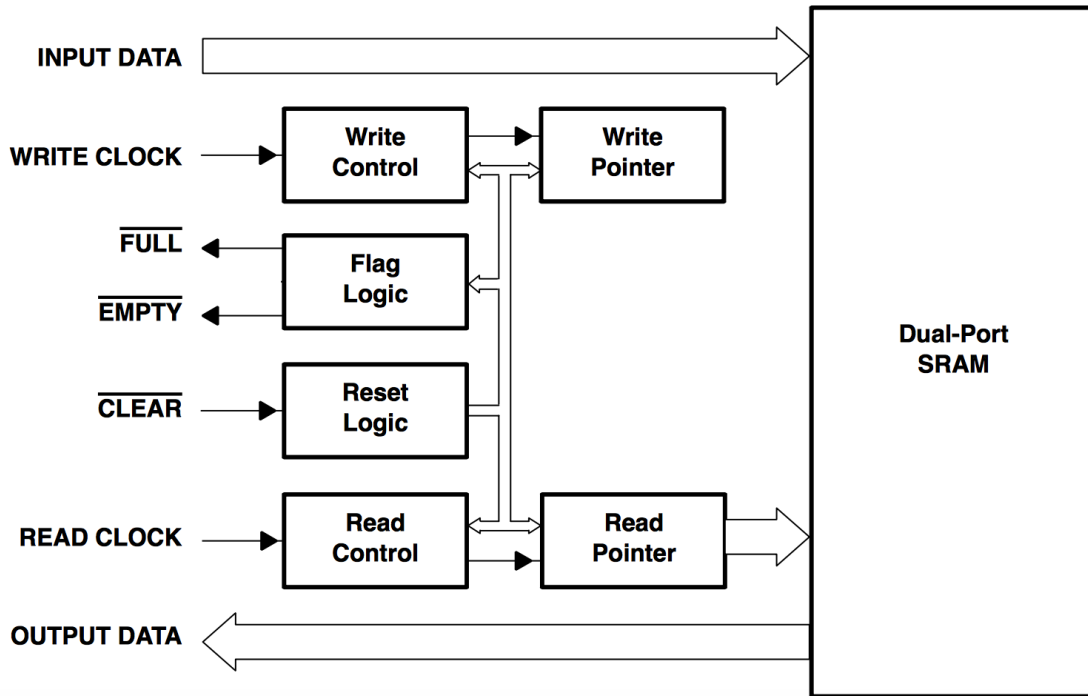 INPUT DATA
WRITE CLOCK
Write
Control
Write
Pointer
FULL
EMPTY
Flag
Logic
CLEAR
Reset
Logic
READ CLOCK
Read
Control
Read
Pointer
OUTPUT DATA
Dual-Port
SRAM